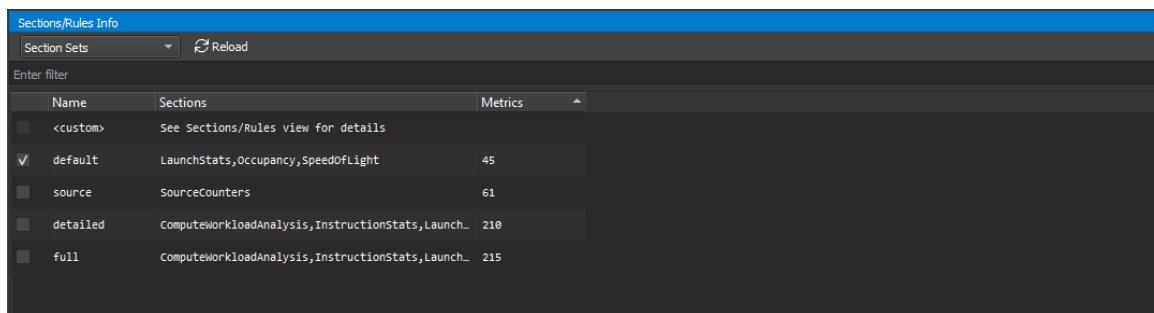 Sections/Rules Info
Section Sets Reload
Enter filter
Name Sections Metrics
<custom> See Sections/Rules view for details
default LaunchStats,Occupancy,SpeedOfLight 45
source SourceCounters 61
detailed ComputeWorkloadAnalysis,InstructionStats,Launch… 210
full ComputeWorkloadAnalysis,InstructionStats,Launch… 215